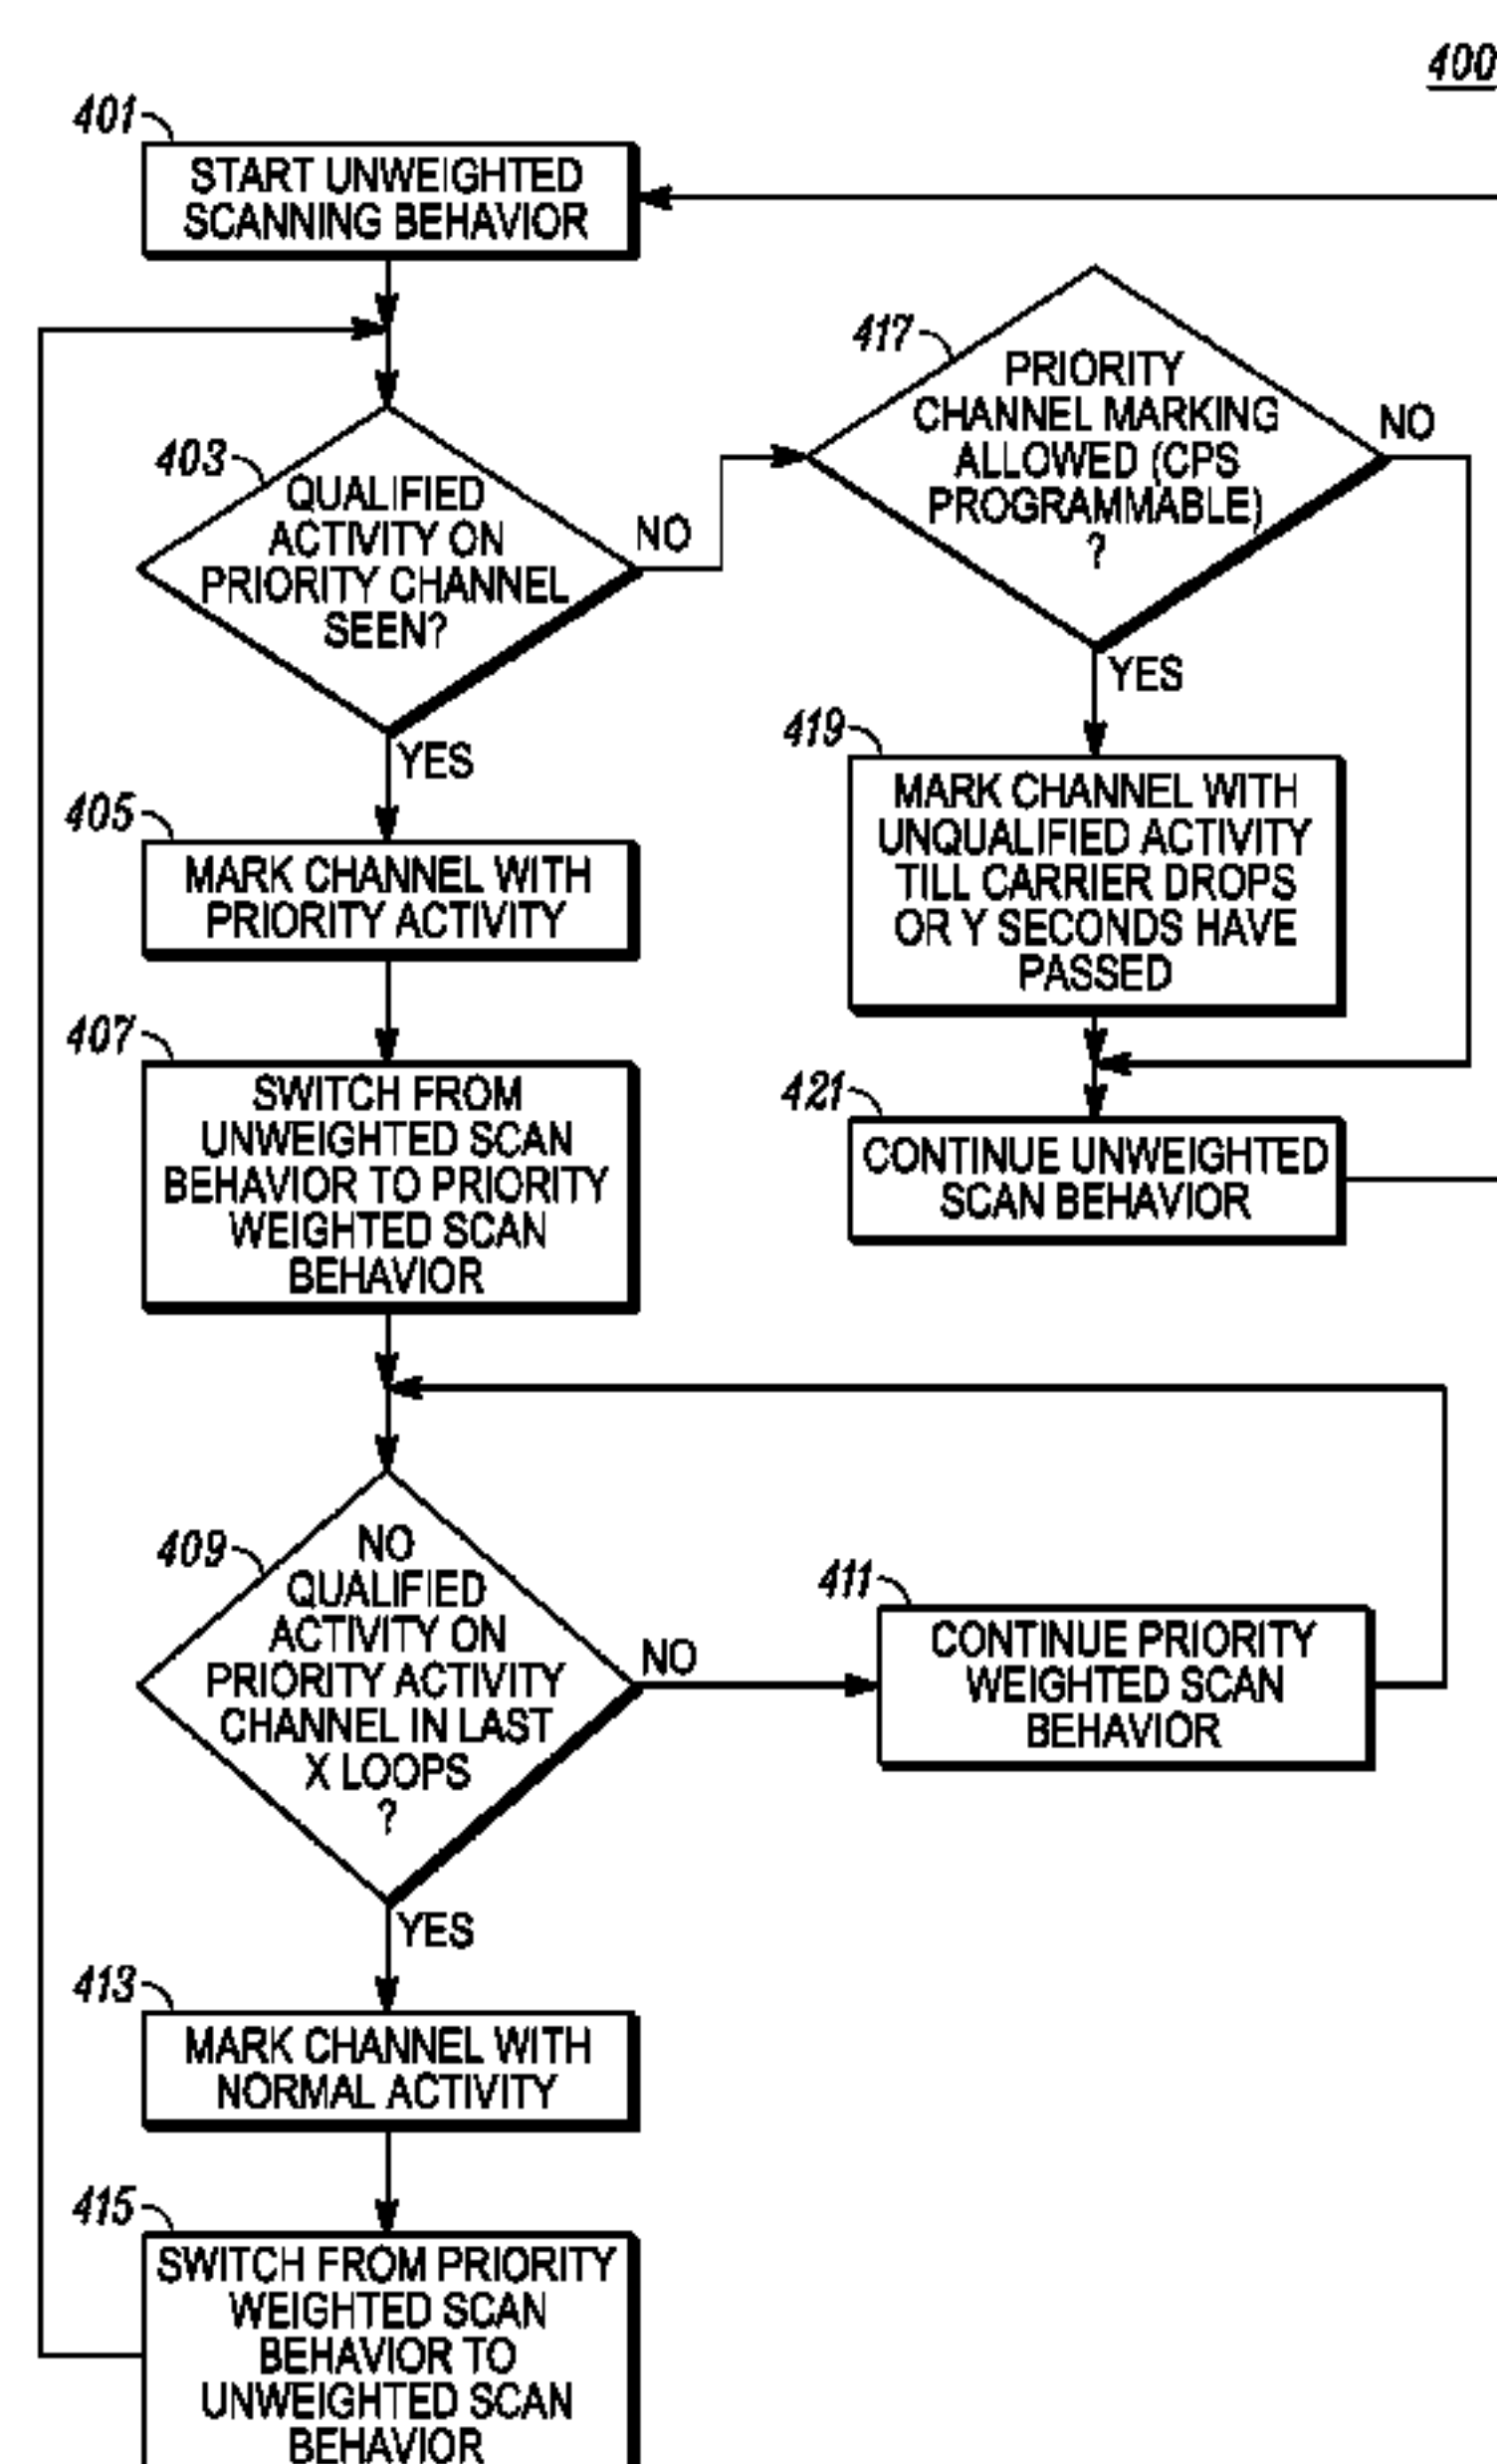 400
401
START UNWEIGHTED
SCANNING BEHAVIOR
403
QUALIFIED
ACTIVITY ON
PRIORITY CHANNEL
SEEN?
NO
YES
417
PRIORITY
CHANNEL MARKING
ALLOWED (CPS
PROGRAMMABLE)
?
NO
YES
405
MARK CHANNEL WITH
PRIORITY ACTIVITY
419
MARK CHANNEL WITH
UNQUALIFIED ACTIVITY
TILL CARRIER DROPS
OR Y SECONDS HAVE
PASSED
407
SWITCH FROM
UNWEIGHTED SCAN
BEHAVIOR TO PRIORITY
WEIGHTED SCAN
BEHAVIOR
421
CONTINUE UNWEIGHTED
SCAN BEHAVIOR
409
NO
QUALIFIED
ACTIVITY ON
PRIORITY ACTIVITY
CHANNEL IN LAST
X LOOPS
?
NO
YES
411
CONTINUE PRIORITY
WEIGHTED SCAN
BEHAVIOR
413
MARK CHANNEL WITH
NORMAL ACTIVITY
415
SWITCH FROM PRIORITY
WEIGHTED SCAN
BEHAVIOR TO
UNWEIGHTED SCAN
BEHAVIOR